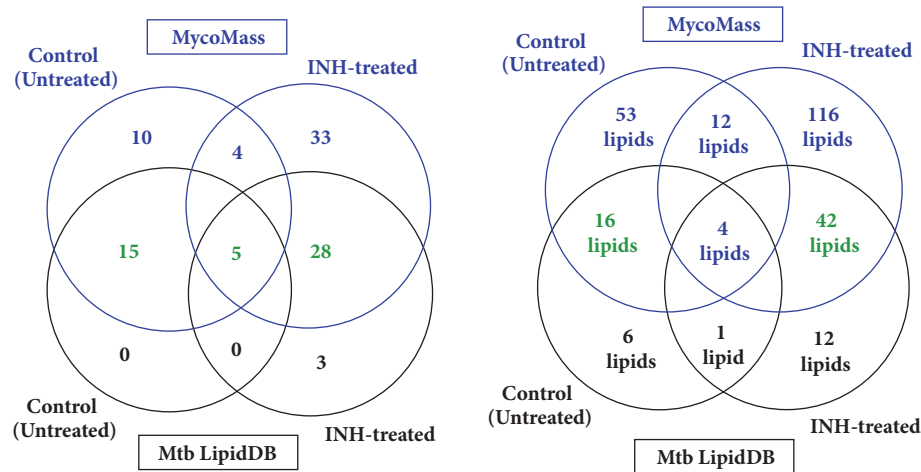 MycoMass
Control
(Untreated)
INH-treated
10
4
33
15
5
28
0
0
3
Control
(Untreated)
INH-treated
Mtb LipidDB
MycoMass
Control
(Untreated)
INH-treated
53
lipids
12
lipids
116
lipids
16
lipids
4
lipids
42
lipids
6
lipids
1
lipid
12
lipids
Control
(Untreated)
INH-treated
Mtb LipidDB